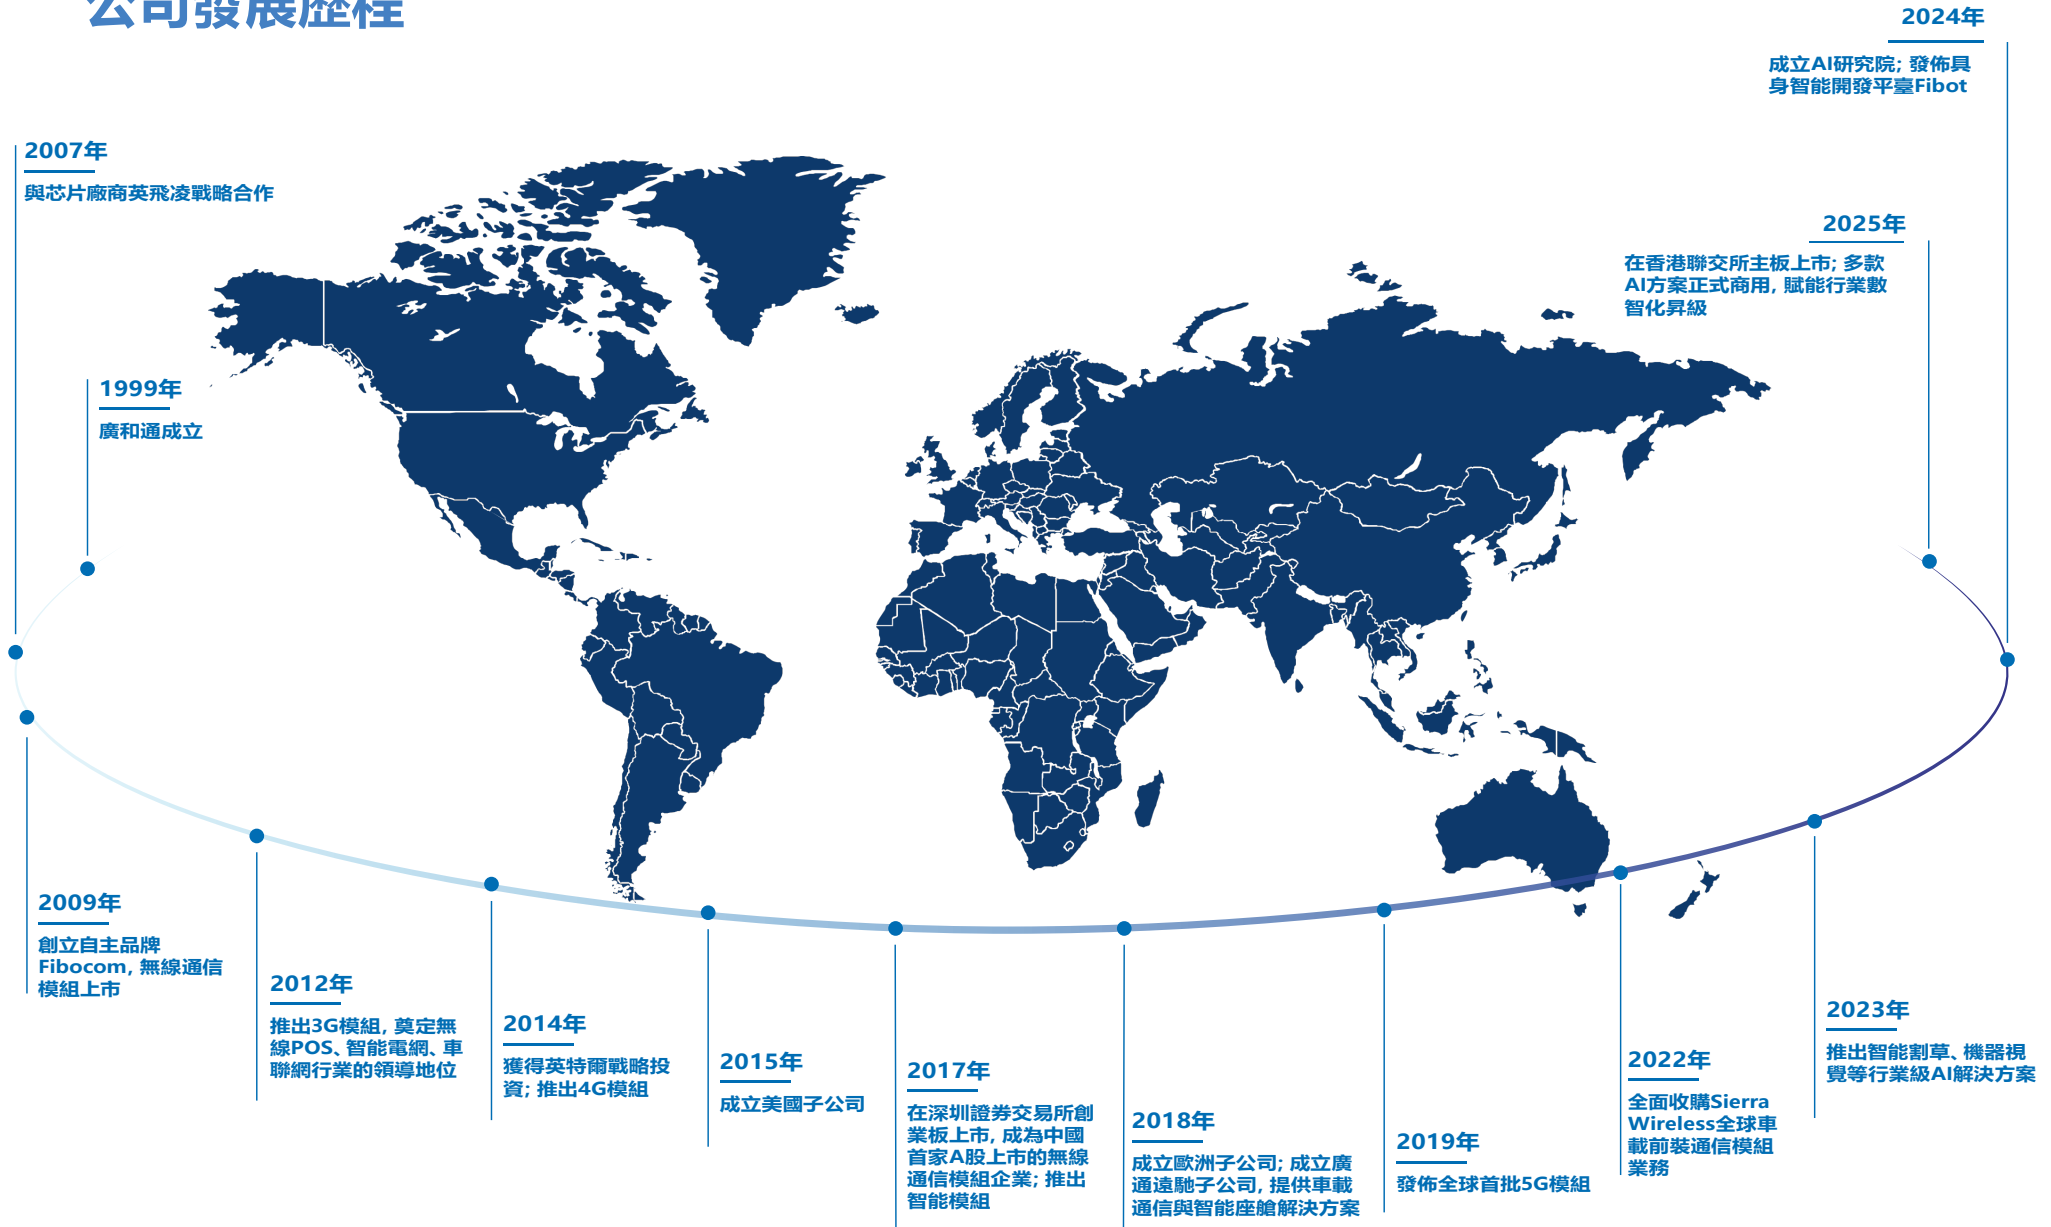 公司發展歷程
1999年
廣和通成立
2007年
與芯片廠商英飛凌戰略合作
2009年
創立自主品牌
Fibocom, 無線通信
模組上市
2012年
推出3G模組, 奠定無
線POS、智能電網、車
聯網行業的領導地位
2014年
獲得英特爾戰略投
資; 推出4G模組
2015年
成立美國子公司
2017年
在深圳證券交易所創
業板上市, 成為中國
首家A股上市的無線
通信模組企業; 推出
智能模組
2018年
成立歐洲子公司; 成立廣
通遠馳子公司, 提供車載
通信與智能座艙解決方案
2019年
發佈全球首批5G模組
2022年
全面收購Sierra
Wireless全球車
載前裝通信模組
業務
2023年
推出智能割草、機器視
覺等行業級AI解決方案
2024年
成立AI研究院; 發佈具
身智能開發平臺Fibot
2025年
在香港聯交所主板上市; 多款
AI方案正式商用, 賦能行業數
智化昇級